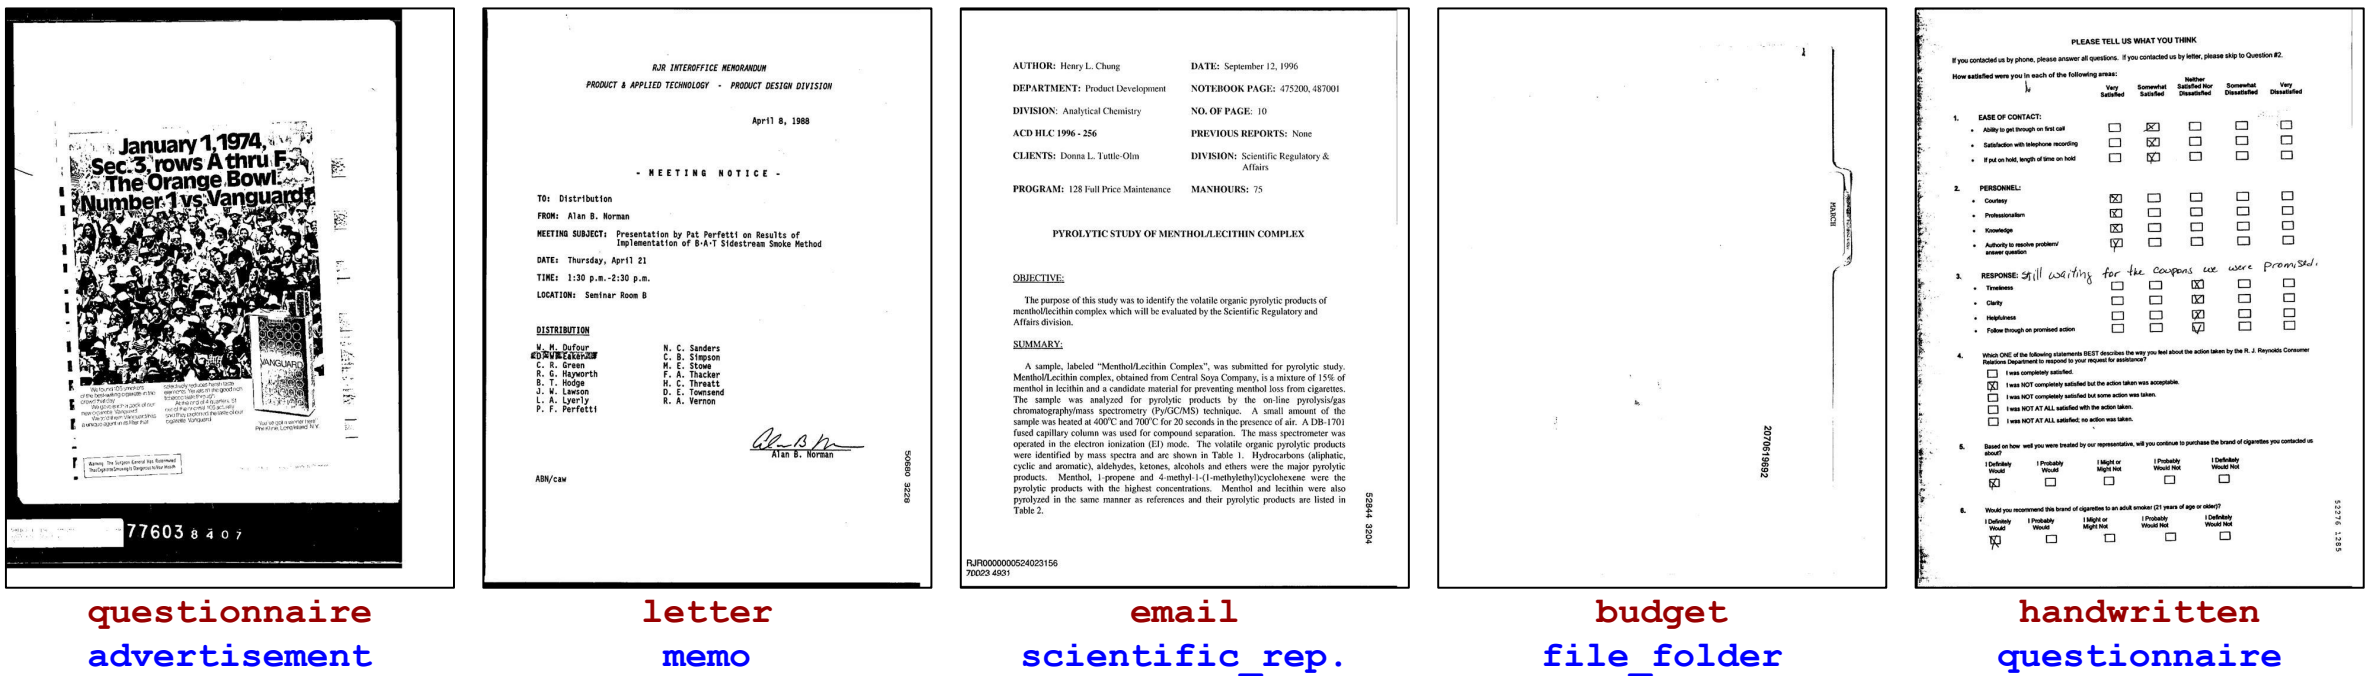 January 1, 1974,
Sec. 3, rows A thru F,
The Orange Bowl.
Number 1 vs Vanguard.
VANGUARD
Warning: The Surgeon General Has Determined
That Cigarette Smoking Is Dangerous to Your Health
77603 8407
questionnaire
advertisement
RJR INTEROFFICE MEMORANDUM
PRODUCT & APPLIED TECHNOLOGY - PRODUCT DESIGN DIVISION
April 8, 1988
- MEETING NOTICE -
TO: Distribution
FROM: Alan B. Norman
MEETING SUBJECT: Presentation by Pat Perfetti on Results of
Implementation of B·A·T Sidestream Smoke Method
DATE: Thursday, April 21
TIME: 1:30 p.m.-2:30 p.m.
LOCATION: Seminar Room B
DISTRIBUTION
W. M. Dufour
C. R. Green
R. G. Hayworth
B. T. Hodge
J. W. Lawson
L. A. Lyerly
P. F. Perfetti
N. C. Sanders
C. B. Simpson
M. E. Stowe
F. A. Thacker
H. C. Threatt
D. E. Townsend
R. A. Vernon
Alan B. Norman
ABN/caw
50680 3228
letter
memo
AUTHOR: Henry L. Chung
DATE: September 12, 1996
DEPARTMENT: Product Development
NOTEBOOK PAGE: 475200, 487001
DIVISION: Analytical Chemistry
NO. OF PAGE: 10
ACD HLC 1996 - 256
PREVIOUS REPORTS: None
CLIENTS: Donna L. Tuttle-Olm
DIVISION: Scientific Regulatory &
Affairs
PROGRAM: 128 Full Price Maintenance
MANHOURS: 75
PYROLYTIC STUDY OF MENTHOL/LECITHIN COMPLEX
OBJECTIVE:
The purpose of this study was to identify the volatile organic pyrolytic products of
menthol/lecithin complex which will be evaluated by the Scientific Regulatory and
Affairs division.
SUMMARY:
A sample, labeled "Menthol/Lecithin Complex", was submitted for pyrolytic study.
Menthol/Lecithin complex, obtained from Central Soya Company, is a mixture of 15% of
menthol in lecithin and a candidate material for preventing menthol loss from cigarettes.
The sample was analyzed for pyrolytic products by the on-line pyrolysis/gas
chromatography/mass spectrometry (Py/GC/MS) technique. A small amount of the
sample was heated at 400°C and 700°C for 20 seconds in the presence of air. A DB-1701
fused capillary column was used for compound separation. The mass spectrometer was
operated in the electron ionization (EI) mode. The volatile organic pyrolytic products
were identified by mass spectra and are shown in Table 1. Hydrocarbons (aliphatic,
cyclic and aromatic), aldehydes, ketones, alcohols and ethers were the major pyrolytic
products. Menthol, 1-propene and 4-methyl-1-(1-methylethyl)cyclohexene were the
pyrolytic products with the highest concentrations. Menthol and lecithin were also
pyrolyzed in the same manner as references and their pyrolytic products are listed in
Table 2.
52844 3204
RJR0000000524023156
70023 4931
email
scientific_rep.
MARCH
2070619692
budget
file_folder
PLEASE TELL US WHAT YOU THINK
If you contacted us by phone, please answer all questions. If you contacted us by letter, please skip to Question #2.
How satisfied were you in each of the following areas:
Very Satisfied
Somewhat Satisfied
Neither Satisfied Nor Dissatisfied
Somewhat Dissatisfied
Very Dissatisfied
1. EASE OF CONTACT:
• Ability to get through on first call
• Satisfaction with telephone recording
• If put on hold, length of time on hold
2. PERSONNEL:
• Courtesy
• Professionalism
• Knowledge
• Authority to resolve problem/
answer question
3. RESPONSE: Still waiting for the coupons we were promised.
• Timeliness
• Clarity
• Helpfulness
• Follow through on promised action
4. Which ONE of the following statements BEST describes the way you feel about the action taken by the R. J. Reynolds Consumer
Relations Department to respond to your request for assistance?
I was completely satisfied.
I was NOT completely satisfied but the action taken was acceptable.
I was NOT completely satisfied but some action was taken.
I was NOT AT ALL satisfied with the action taken.
I was NOT AT ALL satisfied; no action was taken.
5. Based on how well you were treated by our representative, will you continue to purchase the brand of cigarettes you contacted us
about?
I Definitely Would
I Probably Would
I Might or Might Not
I Probably Would Not
I Definitely Would Not
6. Would you recommend this brand of cigarettes to an adult smoker (21 years of age or older)?
I Definitely Would
I Probably Would
I Might or Might Not
I Probably Would Not
I Definitely Would Not
52276 1285
handwritten
questionnaire